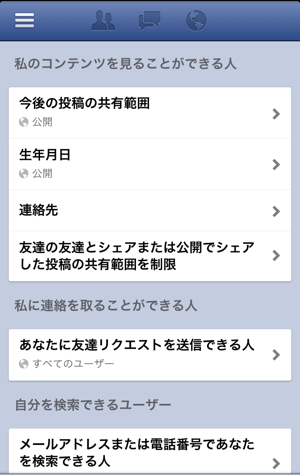 私のコンテンツを見ることができる人
今後の投稿の共有範囲
公開
生年月日
公開
連絡先
友達の友達とシェアまたは公開でシェア
した投稿の共有範囲を制限
私に連絡を取ることができる人
あなたに友達リクエストを送信できる人
すべてのユーザー
自分を検索できるユーザー
メールアドレスまたは電話番号であなた
を検索できる人